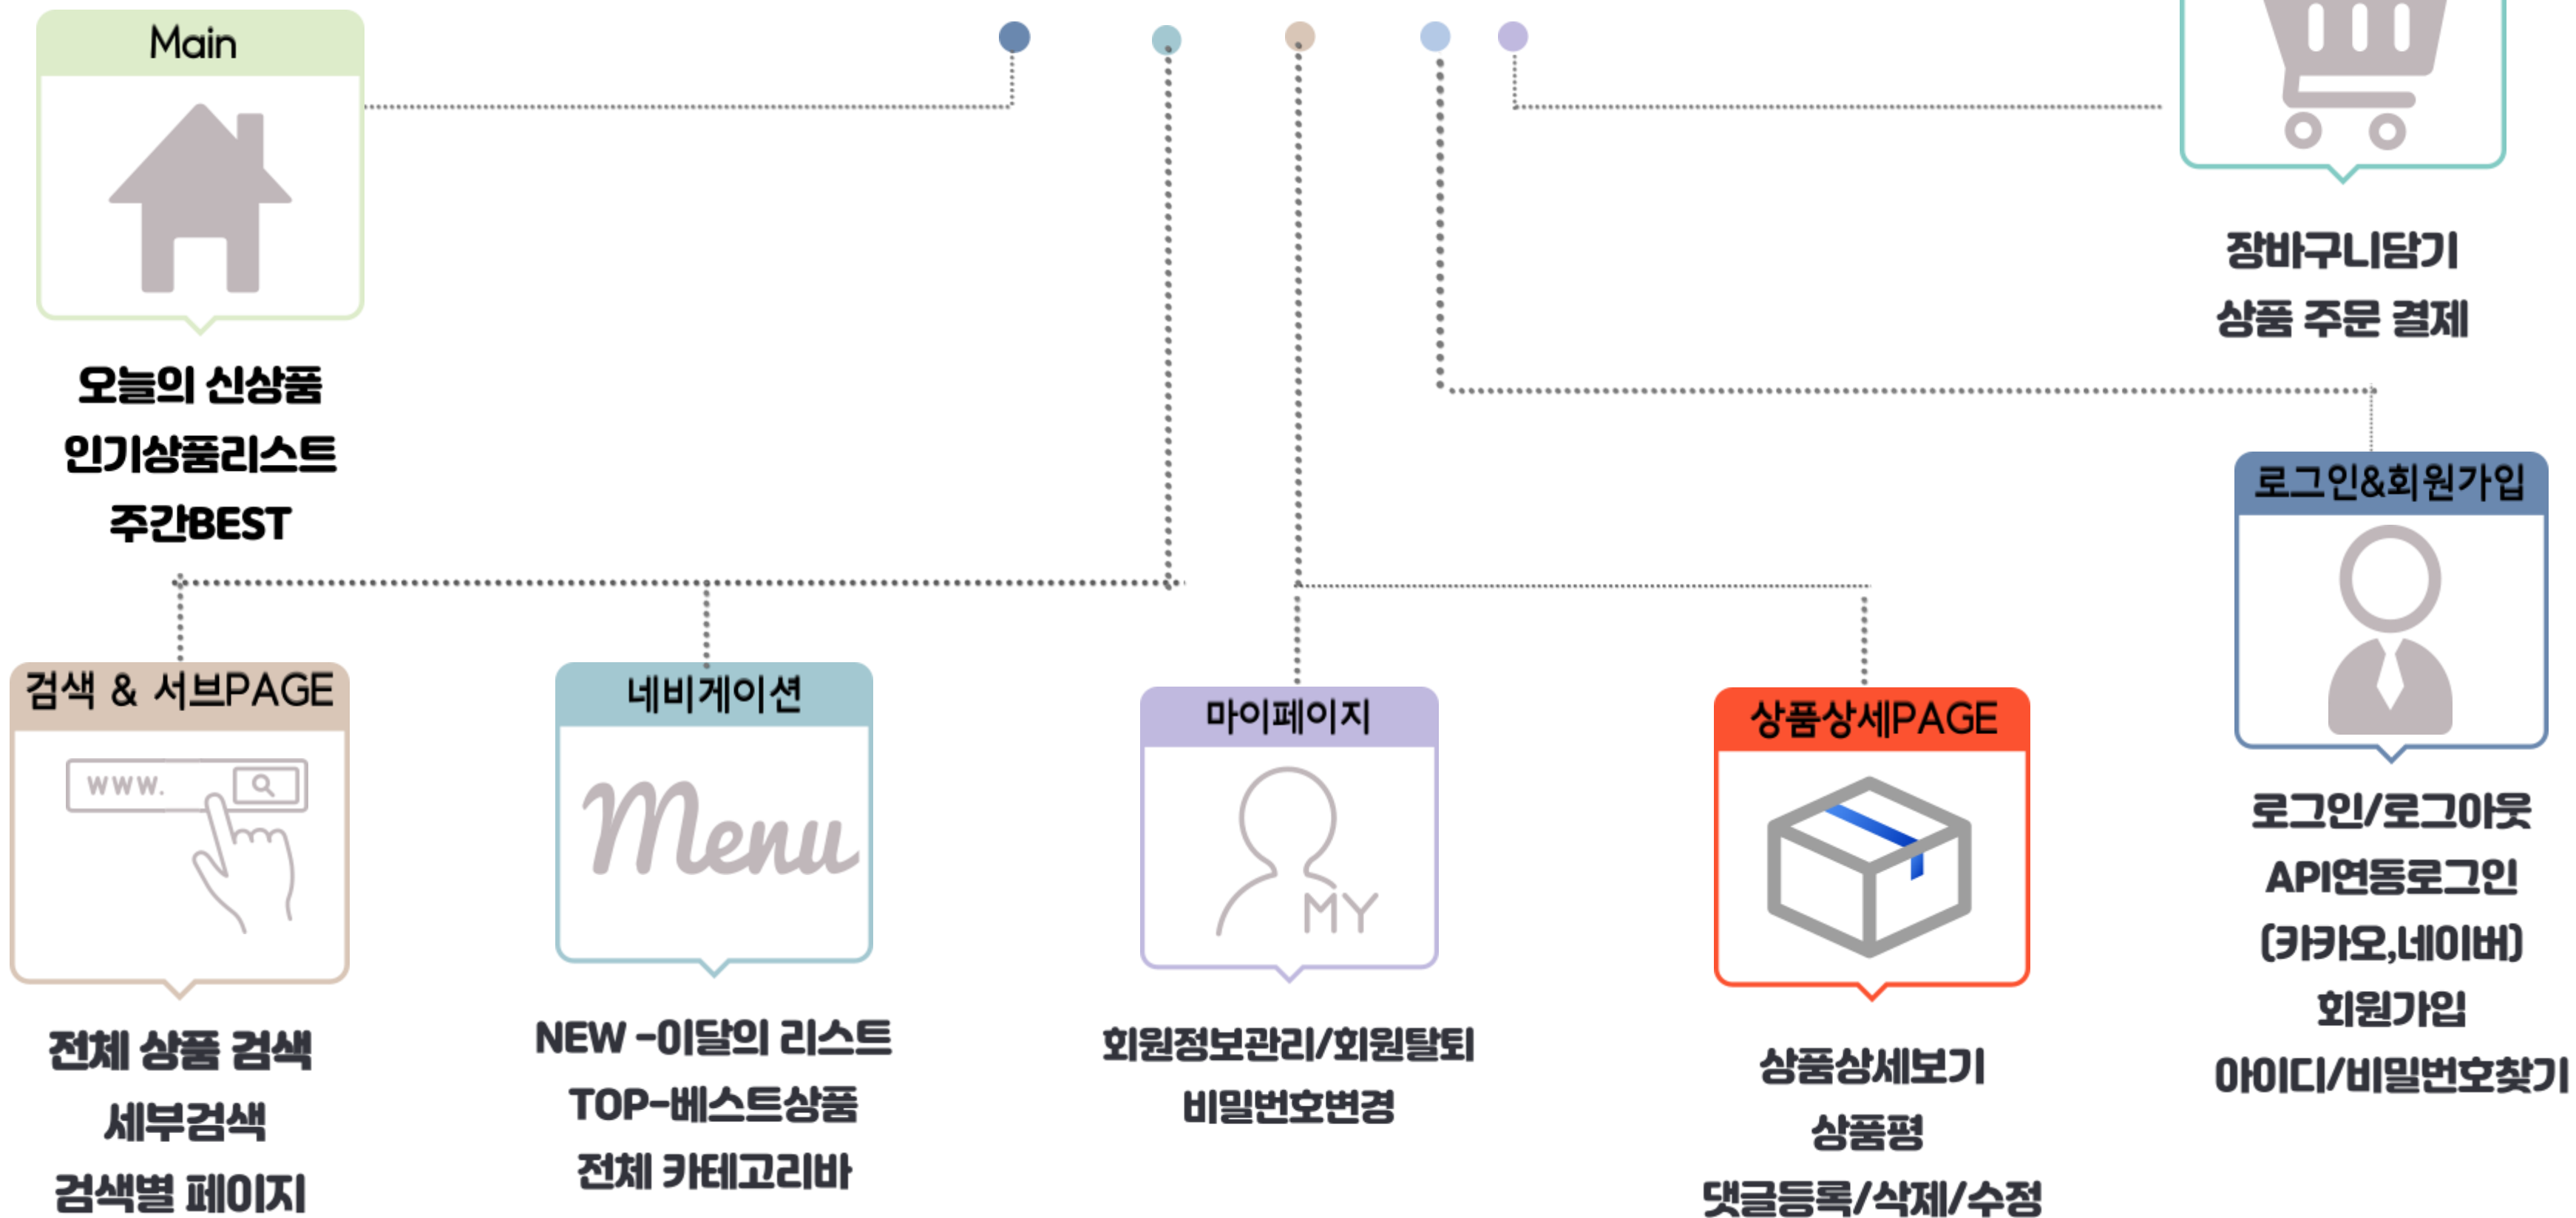 Main
오늘의 신상품
인기상품리스트
주간BEST
장바구니담기
상품 주문 결제
로그인&회원가입
로그인/로그아웃
API연동로그인
(카카오,네이버)
회원가입
아이디/비밀번호찾기
검색 & 서브PAGE
www.
전체 상품 검색
세부검색
검색별 페이지
네비게이션
Menu
NEW -이달의 리스트
TOP-베스트상품
전체 카테고리바
마이페이지
MY
회원정보관리/회원탈퇴
비밀번호변경
상품상세PAGE
상품상세보기
상품평
댓글등록/삭제/수정